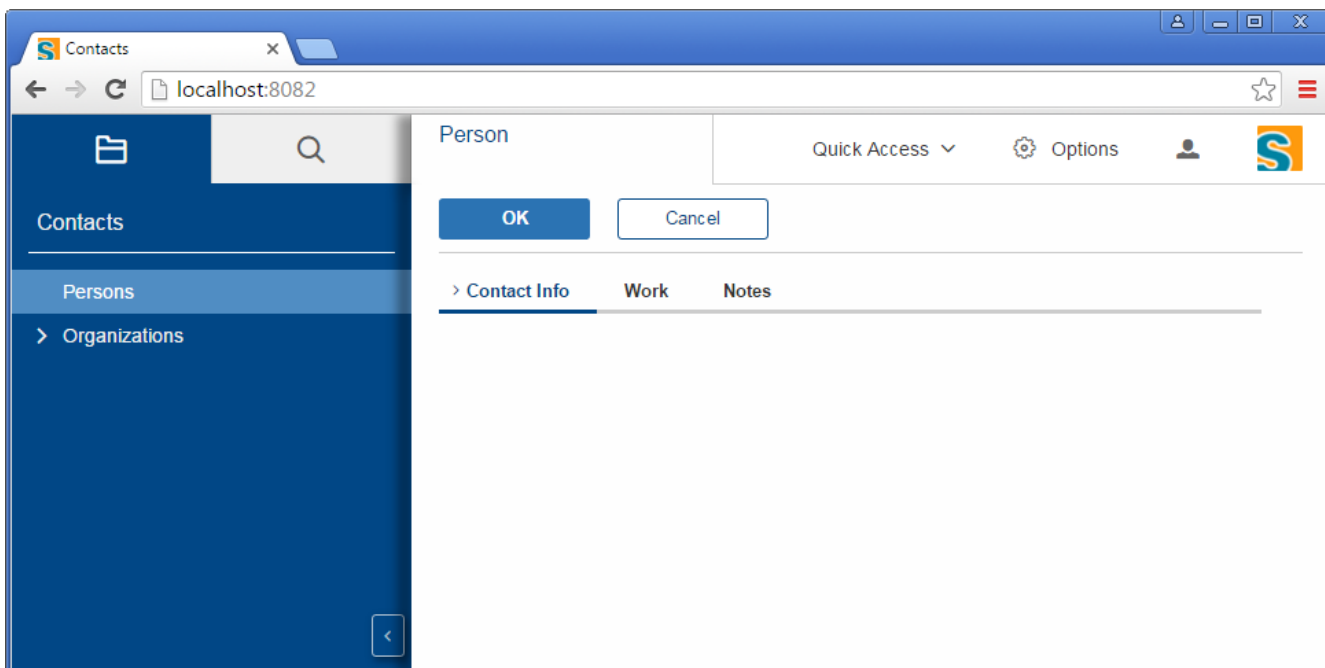 Contacts
localhost:8082
Person
Quick Access
Options
Contacts
OK
Cancel
Persons
Contact Info
Work
Notes
Organizations